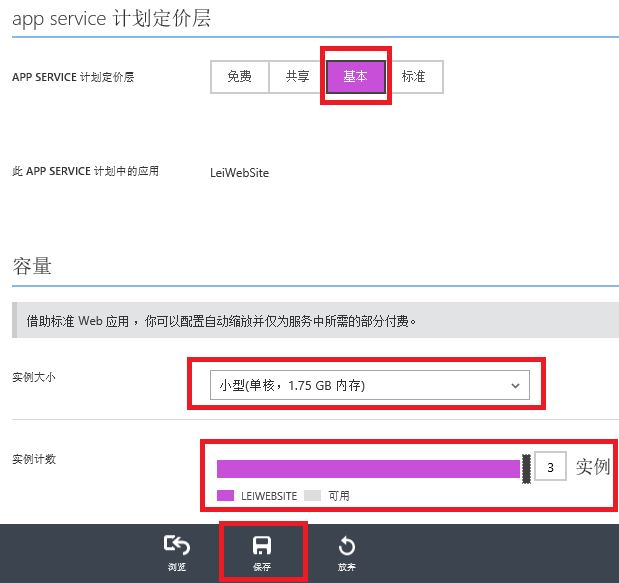 app service 计划定价层
APP SERVICE 计划定价层 免费 共享 基本 标准
此 APP SERVICE 计划中的应用 LeiWebSite
容量
借助标准 Web 应用，你可以配置自动缩放并仅为服务中所需的部分付费。
实例大小 小型(单核，1.75 GB 内存)
实例计数 3 实例
LEIWEBSITE 可用
浏览 保存 放弃